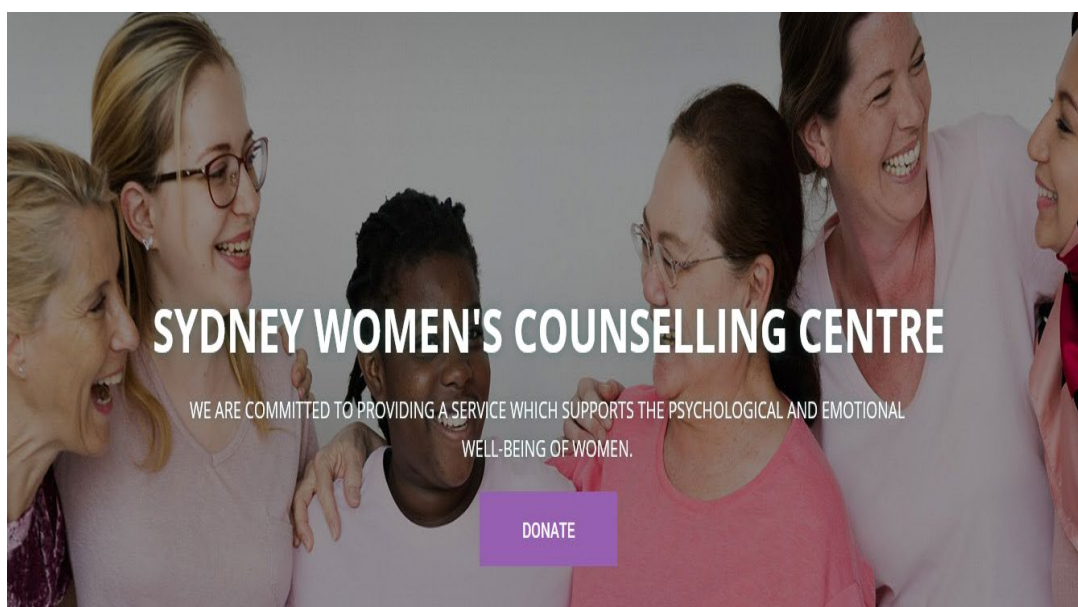 SYDNEY WOMEN'S COUNSELLING CENTRE
WE ARE COMMITTED TO PROVIDING A SERVICE WHICH SUPPORTS THE PSYCHOLOGICAL AND EMOTIONAL
WELL-BEING OF WOMEN.
DONATE